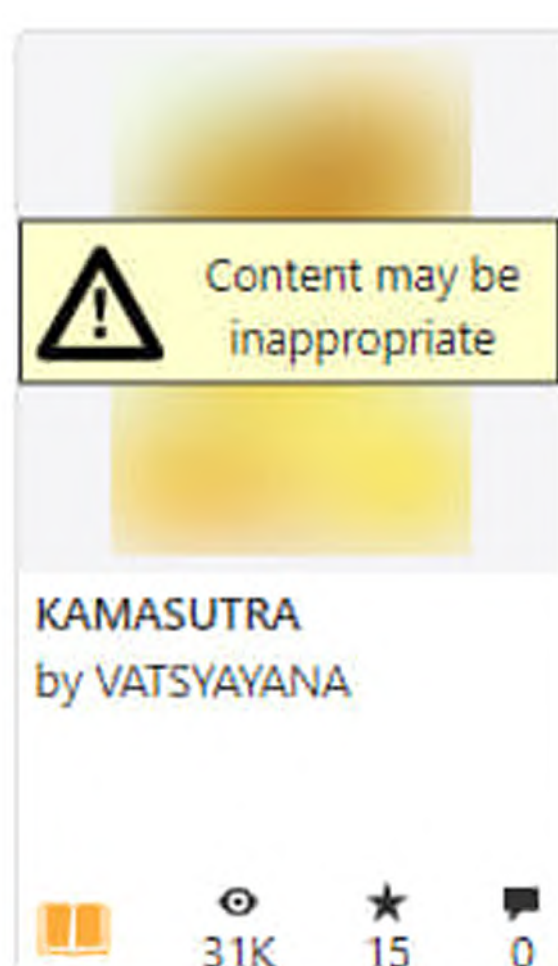 Content may be
inappropriate
KAMASUTRA
by VATSYAYANA
31K 15 0